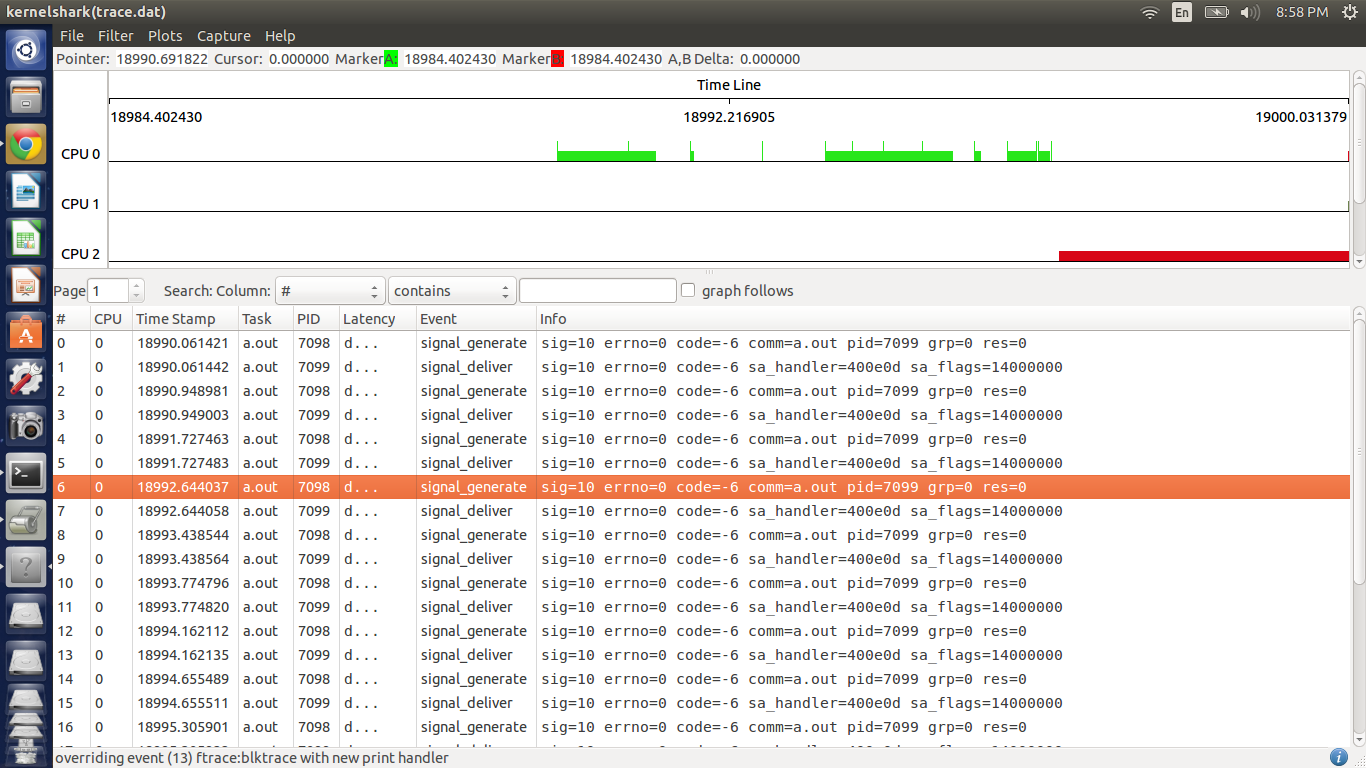 kernelshark(trace.dat) En 8:58 PM
File Filter Plots Capture Help
Pointer: 18990.691822 Cursor: 0.000000 Marker A: 18984.402430 Marker B: 18984.402430 A,B Delta: 0.000000
Time Line
18984.402430 18992.216905 19000.031379
CPU 0
CPU 1
CPU 2
Page 1 Search: Column: # contains graph follows
# CPU Time Stamp Task PID Latency Event Info
0 0 18990.061421 a.out 7098 d... signal_generate sig=10 errno=0 code=-6 comm=a.out pid=7099 grp=0 res=0
1 0 18990.061442 a.out 7099 d... signal_deliver sig=10 errno=0 code=-6 sa_handler=400e0d sa_flags=14000000
2 0 18990.948981 a.out 7098 d... signal_generate sig=10 errno=0 code=-6 comm=a.out pid=7099 grp=0 res=0
3 0 18990.949003 a.out 7099 d... signal_deliver sig=10 errno=0 code=-6 sa_handler=400e0d sa_flags=14000000
4 0 18991.727463 a.out 7098 d... signal_generate sig=10 errno=0 code=-6 comm=a.out pid=7099 grp=0 res=0
5 0 18991.727483 a.out 7099 d... signal_deliver sig=10 errno=0 code=-6 sa_handler=400e0d sa_flags=14000000
6 0 18992.644037 a.out 7098 d... signal_generate sig=10 errno=0 code=-6 comm=a.out pid=7099 grp=0 res=0
7 0 18992.644058 a.out 7099 d... signal_deliver sig=10 errno=0 code=-6 sa_handler=400e0d sa_flags=14000000
8 0 18993.438544 a.out 7098 d... signal_generate sig=10 errno=0 code=-6 comm=a.out pid=7099 grp=0 res=0
9 0 18993.438564 a.out 7099 d... signal_deliver sig=10 errno=0 code=-6 sa_handler=400e0d sa_flags=14000000
10 0 18993.774796 a.out 7098 d... signal_generate sig=10 errno=0 code=-6 comm=a.out pid=7099 grp=0 res=0
11 0 18993.774820 a.out 7099 d... signal_deliver sig=10 errno=0 code=-6 sa_handler=400e0d sa_flags=14000000
12 0 18994.162112 a.out 7098 d... signal_generate sig=10 errno=0 code=-6 comm=a.out pid=7099 grp=0 res=0
13 0 18994.162135 a.out 7099 d... signal_deliver sig=10 errno=0 code=-6 sa_handler=400e0d sa_flags=14000000
14 0 18994.655489 a.out 7098 d... signal_generate sig=10 errno=0 code=-6 comm=a.out pid=7099 grp=0 res=0
15 0 18994.655511 a.out 7099 d... signal_deliver sig=10 errno=0 code=-6 sa_handler=400e0d sa_flags=14000000
16 0 18995.305901 a.out 7098 d... signal_generate sig=10 errno=0 code=-6 comm=a.out pid=7099 grp=0 res=0
overriding event (13) ftrace:blktrace with new print handler